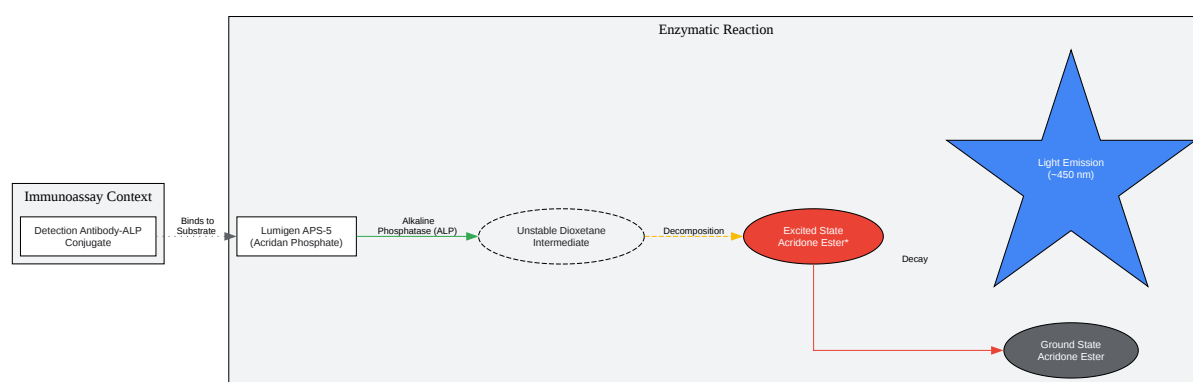 Enzymatic Reaction
Immunoassay Context
Detection Antibody-ALP
Conjugate
Binds to
Substrate
Lumigen APS-5
(Acridan Phosphate)
Alkaline
Phosphatase (ALP)
Unstable Dioxetane
Intermediate
Decomposition
Excited State
Acridone Ester*
Decay
Light Emission
(~450 nm)
Ground State
Acridone Ester